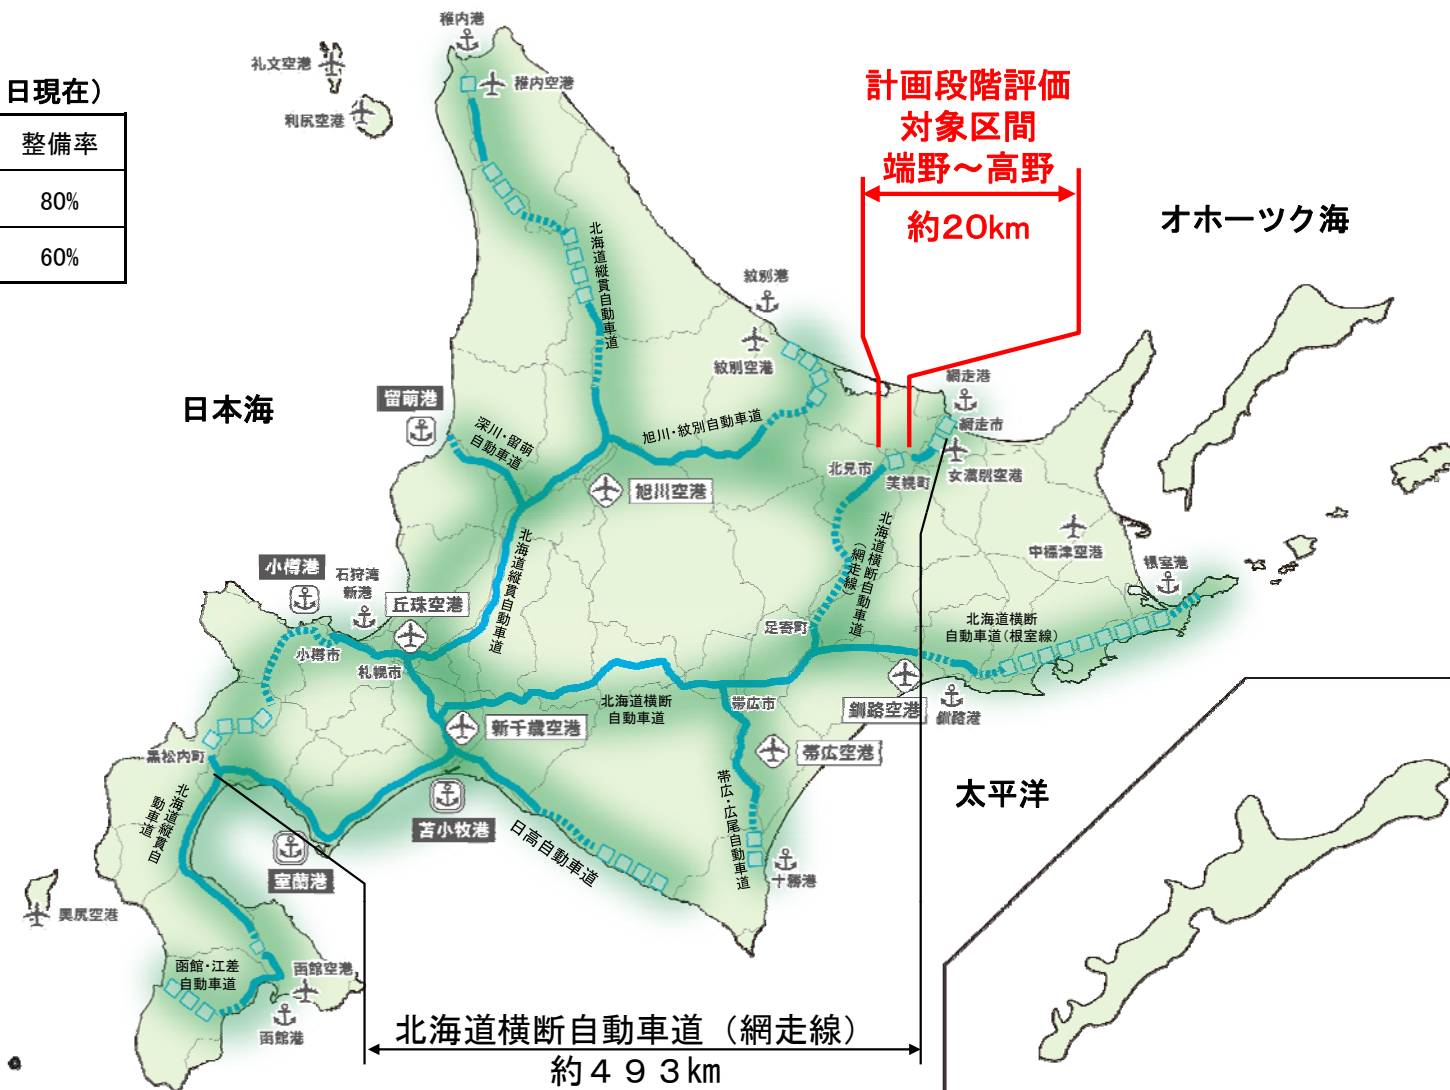 日現在）
整備率
80%
60%
稚内港
礼文空港
稚内空港
利尻空港
計画段階評価
対象区間
端野～高野
約20km
オホーツク海
北海道縦貫自動車道
紋別港
紋別空港
日本海
留萌港
深川・留萌
自動車道
旭川・紋別自動車道
網走港
網走市
北見市
美幌町
女満別空港
旭川空港
北海道縦貫自動車道
北海道横断自動車道
（網走線）
中標津空港
根室港
小樽港
石狩湾
新港
丘珠空港
小樽市
札幌市
足寄町
北海道横断
自動車道（根室線）
北海道横断
自動車道
帯広市
釧路空港
釧路港
新千歳空港
帯広空港
黒松内町
太平洋
北海道縦貫自
動車道
苫小牧港
日高自動車道
帯広・広尾自動車道
十勝港
室蘭港
奥尻空港
函館・江差
自動車道
函館空港
函館港
北海道横断自動車道（網走線）
約４９３km